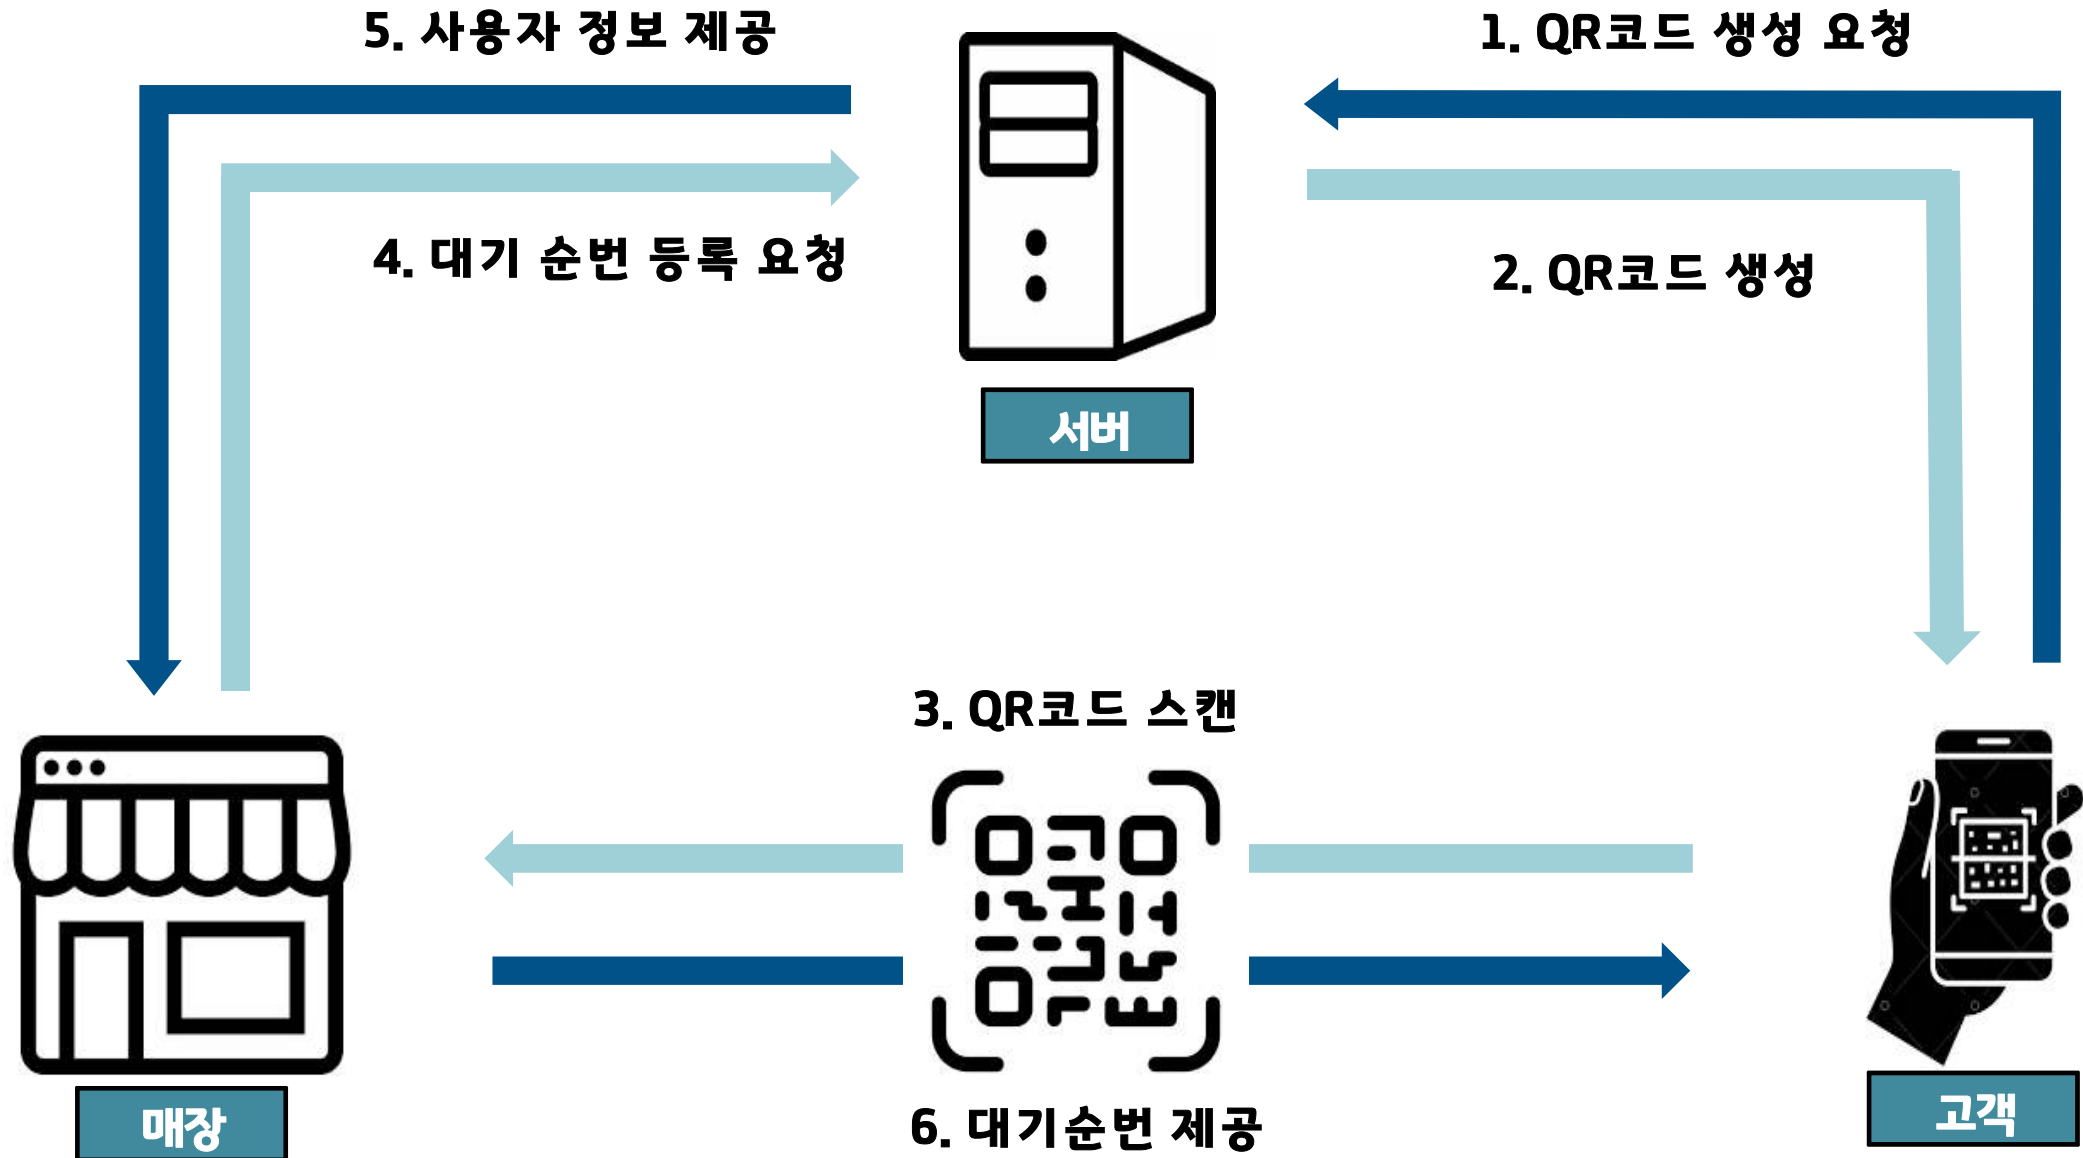 5. 사용자 정보 제공
1. QR코드 생성 요청
4. 대기 순번 등록 요청
2. QR코드 생성
서버
3. QR코드 스캔
6. 대기순번 제공
매장
고객